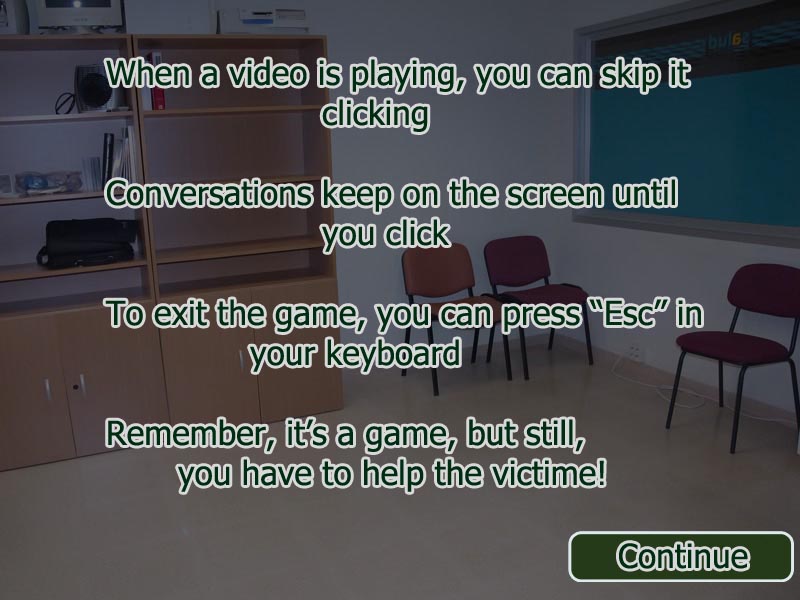 When a video is playing, you can skip it
clicking
Conversations keep on the screen until
you click
To exit the game, you can press “Esc” in
your keyboard
Remember, it’s a game, but still,
you have to help the victime!
Continue